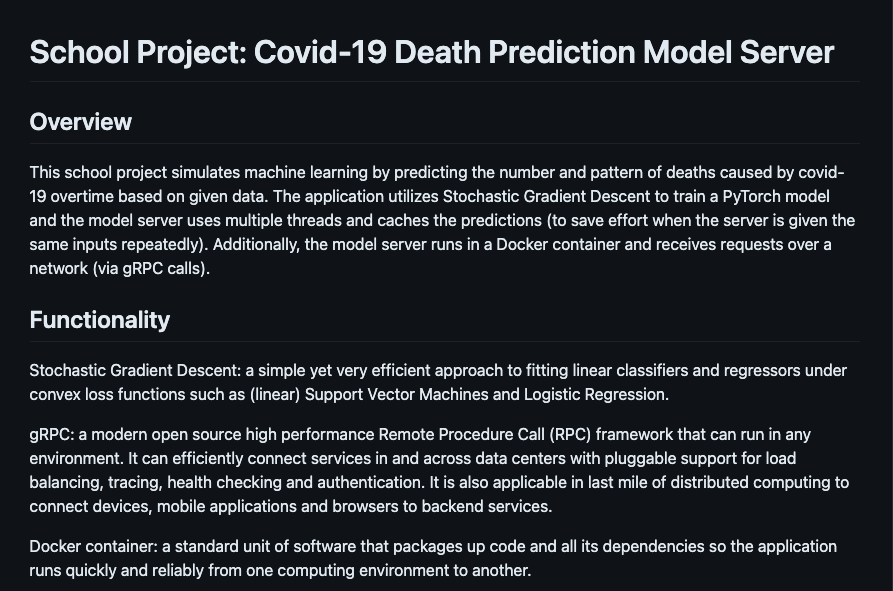 School Project: Covid-19 Death Prediction Model Server
Overview
This school project simulates machine learning by predicting the number and pattern of deaths caused by covid-
19 overtime based on given data. The application utilizes Stochastic Gradient Descent to train a PyTorch model
and the model server uses multiple threads and caches the predictions (to save effort when the server is given the
same inputs repeatedly). Additionally, the model server runs in a Docker container and receives requests over a
network (via gRPC calls).
Functionality
Stochastic Gradient Descent: a simple yet very efficient approach to fitting linear classifiers and regressors under
convex loss functions such as (linear) Support Vector Machines and Logistic Regression.
gRPC: a modern open source high performance Remote Procedure Call (RPC) framework that can run in any
environment. It can efficiently connect services in and across data centers with pluggable support for load
balancing, tracing, health checking and authentication. It is also applicable in last mile of distributed computing to
connect devices, mobile applications and browsers to backend services.
Docker container: a standard unit of software that packages up code and all its dependencies so the application
runs quickly and reliably from one computing environment to another.